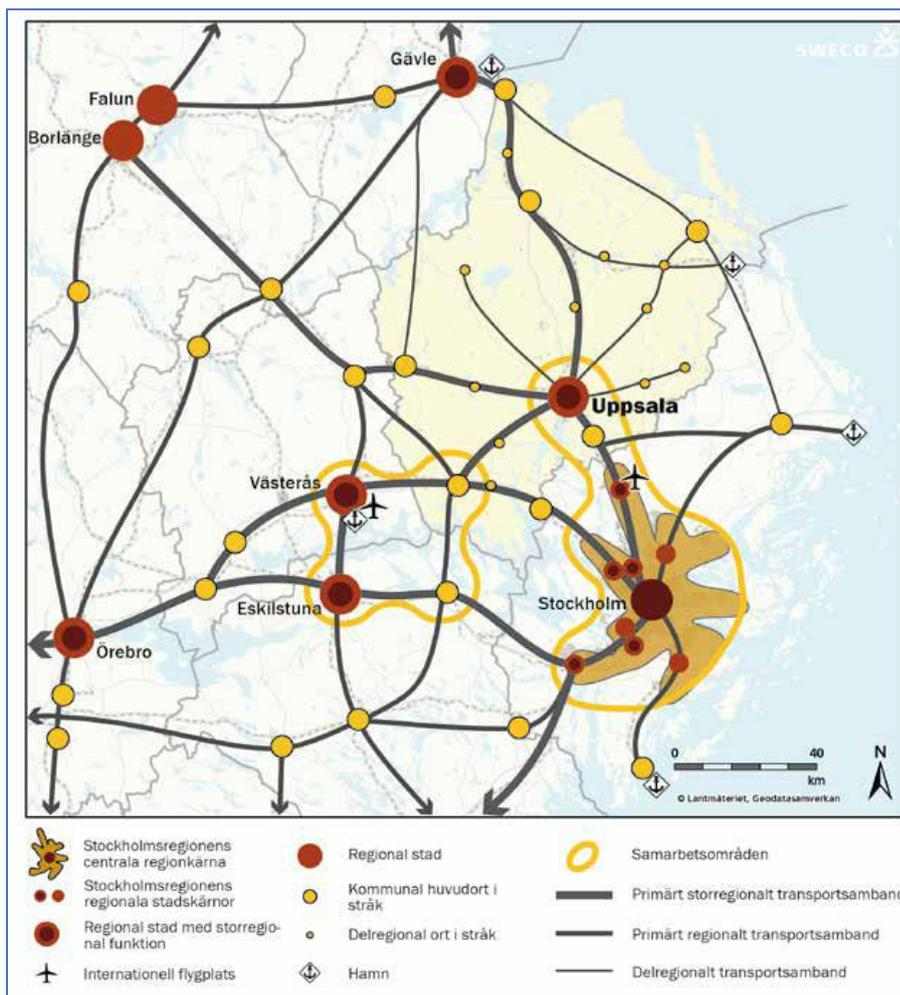 SWECO
Gävle
Falun
Borlänge
Uppsala
Västerås
Eskilstuna
Stockholm
Örebro
0 40
km
N
© Lantmäteriet, Geodatasamverkan
Stockholmsregionens
centrala regionkärna
Stockholmsregionens
regionala stadskärnor
Regional stad med storregio-
nal funktion
Internationell flygplats
Regional stad
Kommunal huvudort i
stråk
Delregional ort i stråk
Hamn
Samarbetsområden
Primärt storregionalt transportsamband
Primärt regionalt transportsamband
Delregionalt transportsamband